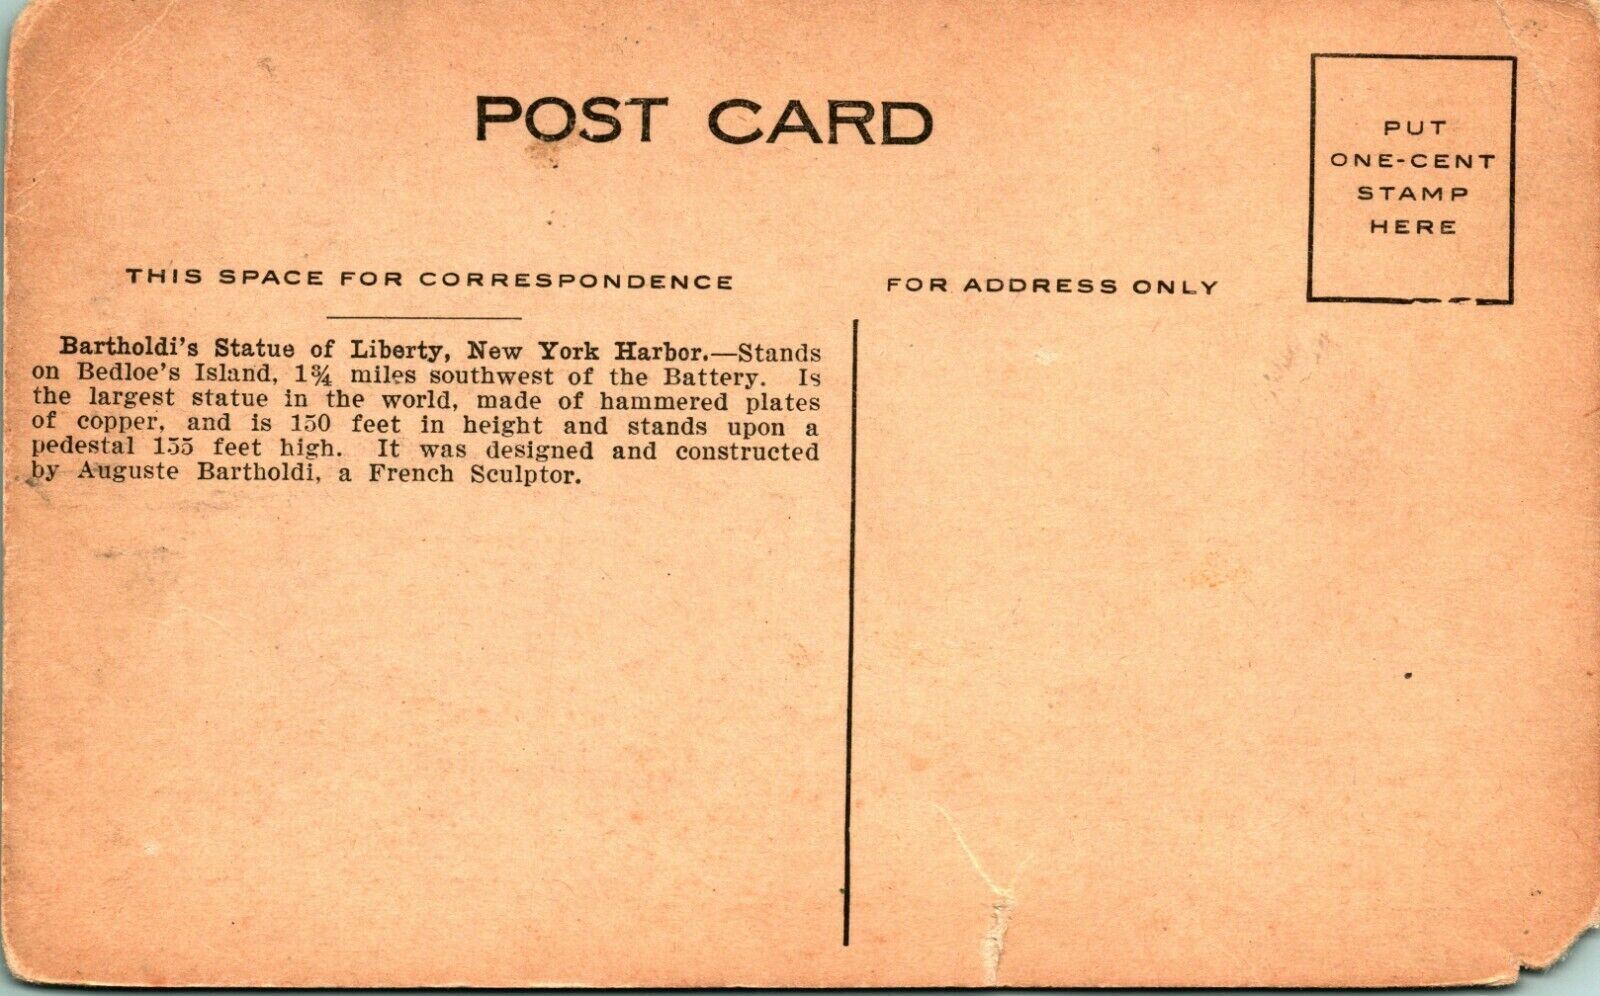 POST CARD
PUT
ONE-CENT
STAMP
HERE
THIS SPACE FOR CORRESPONDENCE
FOR ADDRESS ONLY
Bartholdi's Statue of Liberty, New York Harbor.—Stands
on Bedloe's Island, 1¾ miles southwest of the Battery. Is
the largest statue in the world, made of hammered plates
of copper, and is 150 feet in height and stands upon a
pedestal 155 feet high. It was designed and constructed
by Auguste Bartholdi, a French Sculptor.